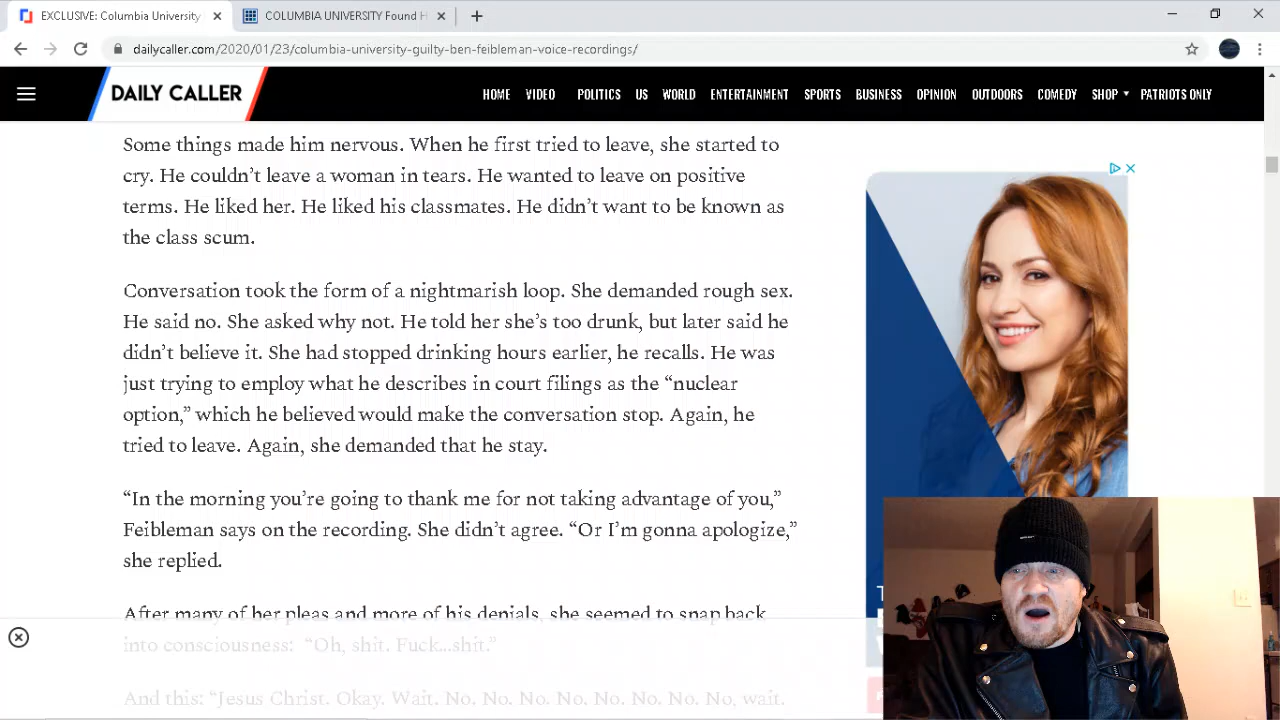 EXCLUSIVE: Columbia University
COLUMBIA UNIVERSITY Found H
dailycaller.com/2020/01/23/columbia-university-guilty-ben-feibleman-voice-recordings/
DAILY CALLER
HOME VIDEO POLITICS US WORLD ENTERTAINMENT SPORTS BUSINESS OPINION OUTDOORS COMEDY SHOP PATRIOTS ONLY
Some things made him nervous. When he first tried to leave, she started to
cry. He couldn’t leave a woman in tears. He wanted to leave on positive
terms. He liked her. He liked his classmates. He didn’t want to be known as
the class scum.
Conversation took the form of a nightmarish loop. She demanded rough sex.
He said no. She asked why not. He told her she’s too drunk, but later said he
didn’t believe it. She had stopped drinking hours earlier, he recalls. He was
just trying to employ what he describes in court filings as the “nuclear
option,” which he believed would make the conversation stop. Again, he
tried to leave. Again, she demanded that he stay.
“In the morning you’re going to thank me for not taking advantage of you,”
Feibleman says on the recording. She didn’t agree. “Or I’m gonna apologize,”
she replied.
After many of her pleas and more of his denials, she seemed to snap back
into consciousness: “Oh, shit. Fuck...shit.”
And this: “Jesus Christ. Okay. Wait. No. No. No. No. No. No. No. No, wait.